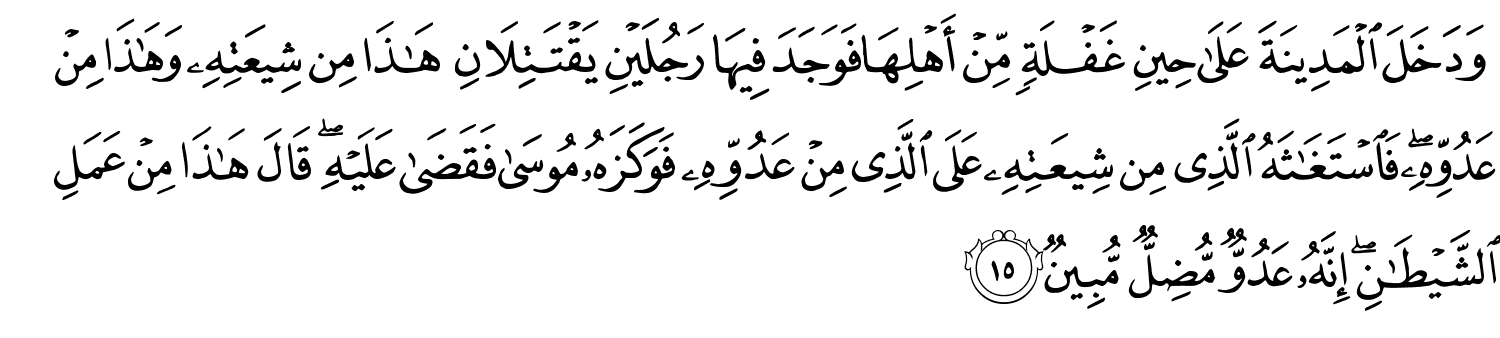 وَدَخَلَ ٱلْمَدِينَةَ عَلَىٰ حِينِ غَفْلَةٍ مِّنْ أَهْلِهَا فَوَجَدَ فِيهَا رَجُلَيْنِ يَقْتَتِلَانِ هَـٰذَا مِن شِيعَتِهِۦ وَهَـٰذَا مِنْ
عَدُوِّهِۦ ۖ فَٱسْتَغَـٰثَهُ ٱلَّذِى مِن شِيعَتِهِۦ عَلَى ٱلَّذِى مِنْ عَدُوِّهِۦ فَوَكَزَهُۥ مُوسَىٰ فَقَضَىٰ عَلَيْهِ ۖ قَالَ هَـٰذَا مِنْ عَمَلِ
ٱلشَّيْطَـٰنِ ۖ إِنَّهُۥ عَدُوٌّ مُّضِلٌّ مُّبِينٌ ١٥